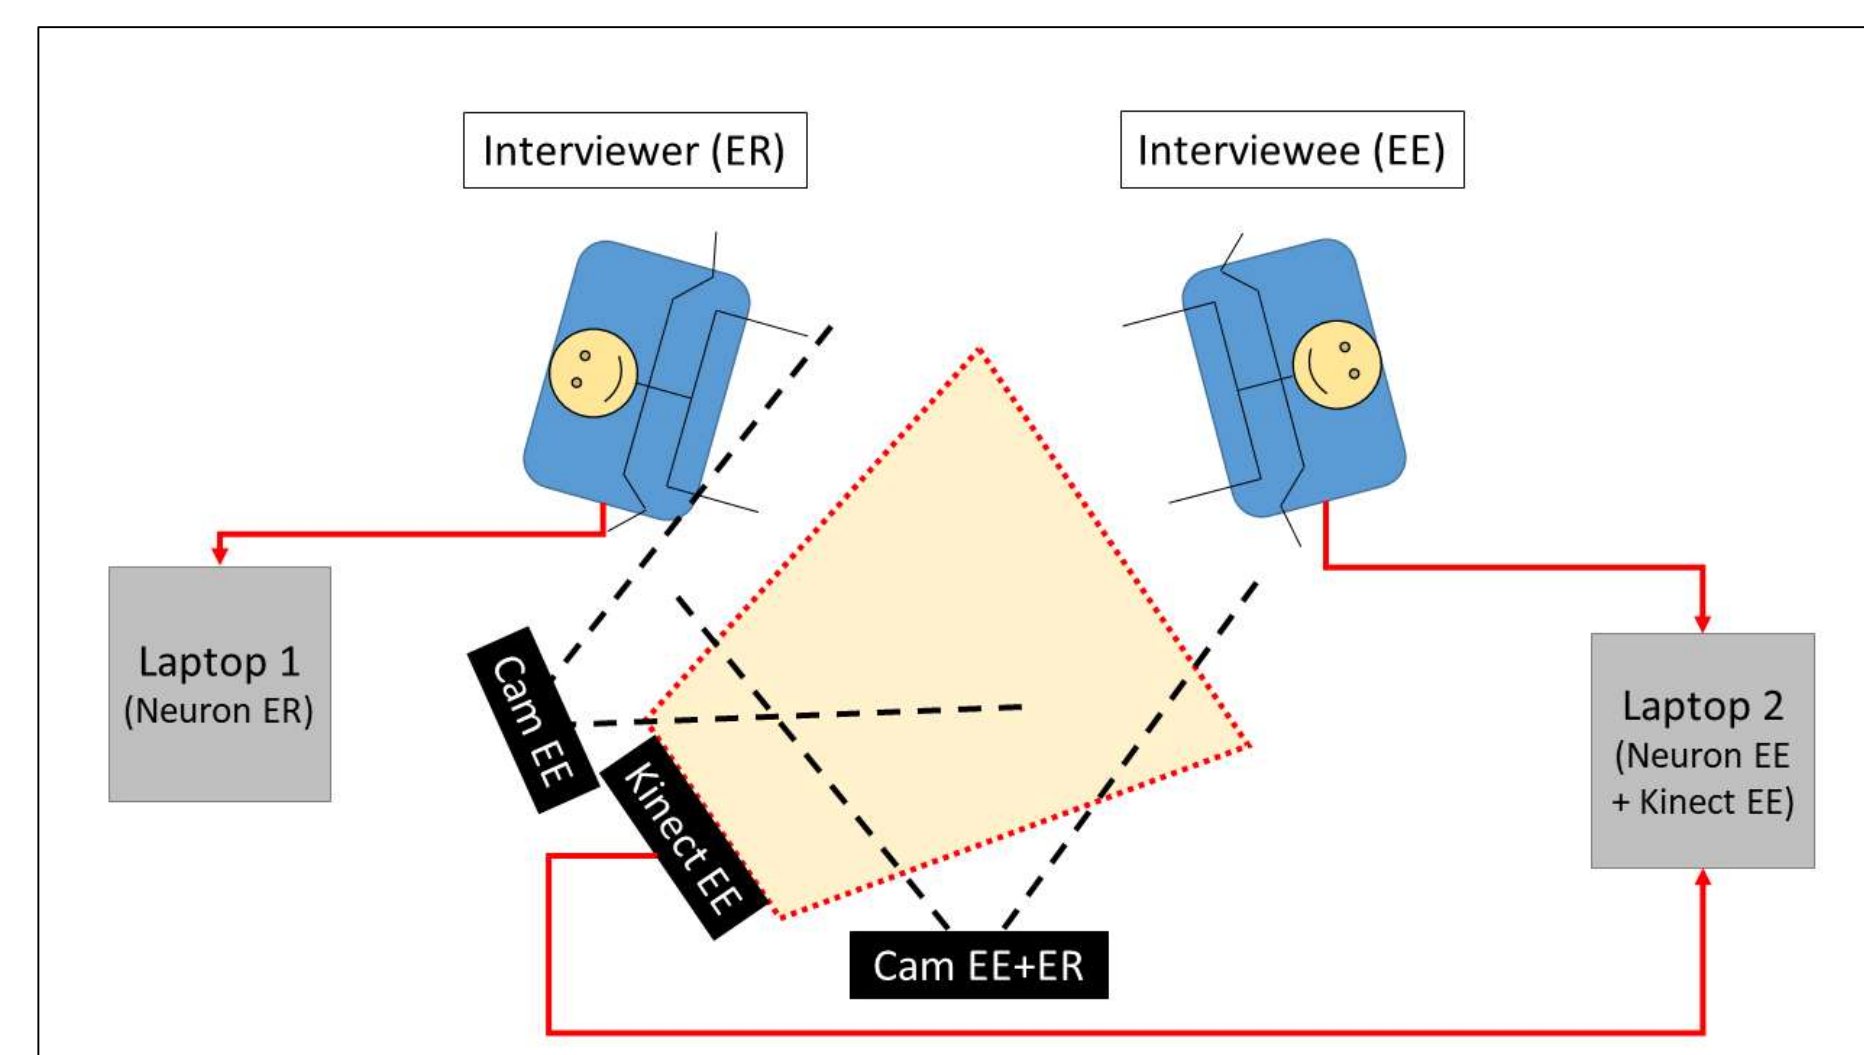 Interviewer (ER)
Interviewee (EE)
Laptop 1
(Neuron ER)
Cam EE
Kinect EE
Cam EE+ER
Laptop 2
(Neuron EE
+ Kinect EE)